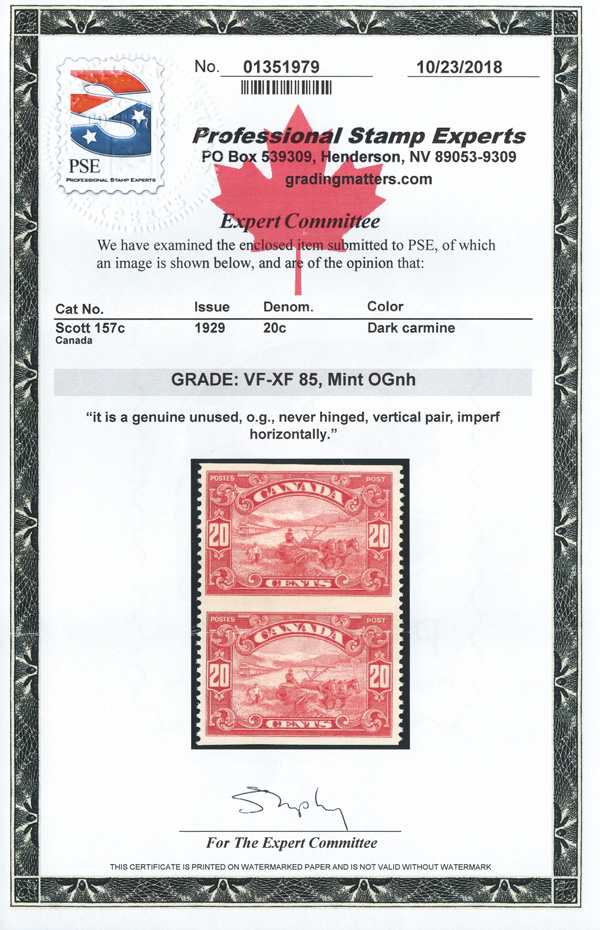 No. 01351979 10/23/2018
PSE
PROFESSIONAL STAMP EXPERTS
Professional Stamp Experts
PO Box 539309, Henderson, NV 89053-9309
gradingmatters.com
Expert Committee
We have examined the enclosed item submitted to PSE, of which
an image is shown below, and are of the opinion that:
Cat No. Issue Denom. Color
Scott 157c 1929 20c Dark carmine
Canada
GRADE: VF-XF 85, Mint OGnh
“it is a genuine unused, o.g., never hinged, vertical pair, imperf
horizontally.”
POSTES POST
CANADA
20 20
CENTS
POSTES POST
CANADA
20 20
CENTS
For The Expert Committee
THIS CERTIFICATE IS PRINTED ON WATERMARKED PAPER AND IS NOT VALID WITHOUT WATERMARK